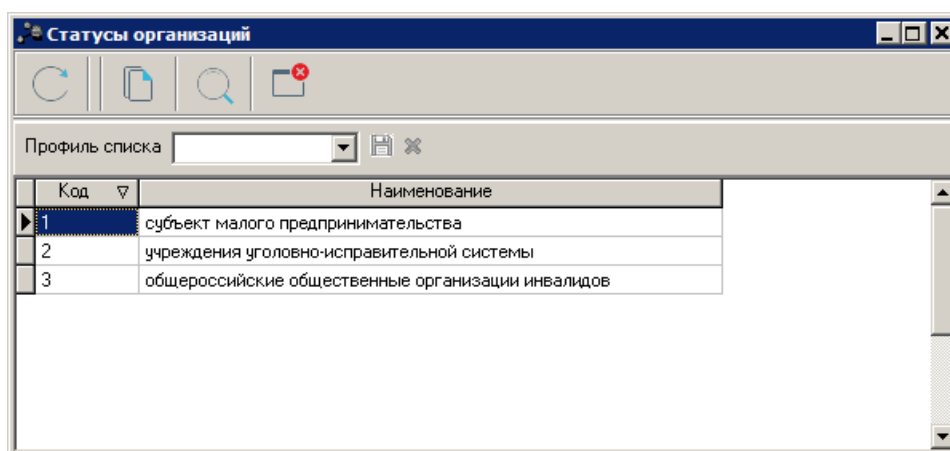 Статусы организаций
Профиль списка
Код Наименование
1 субъект малого предпринимательства
2 учреждения уголовно-исправительной системы
3 общероссийские общественные организации инвалидов